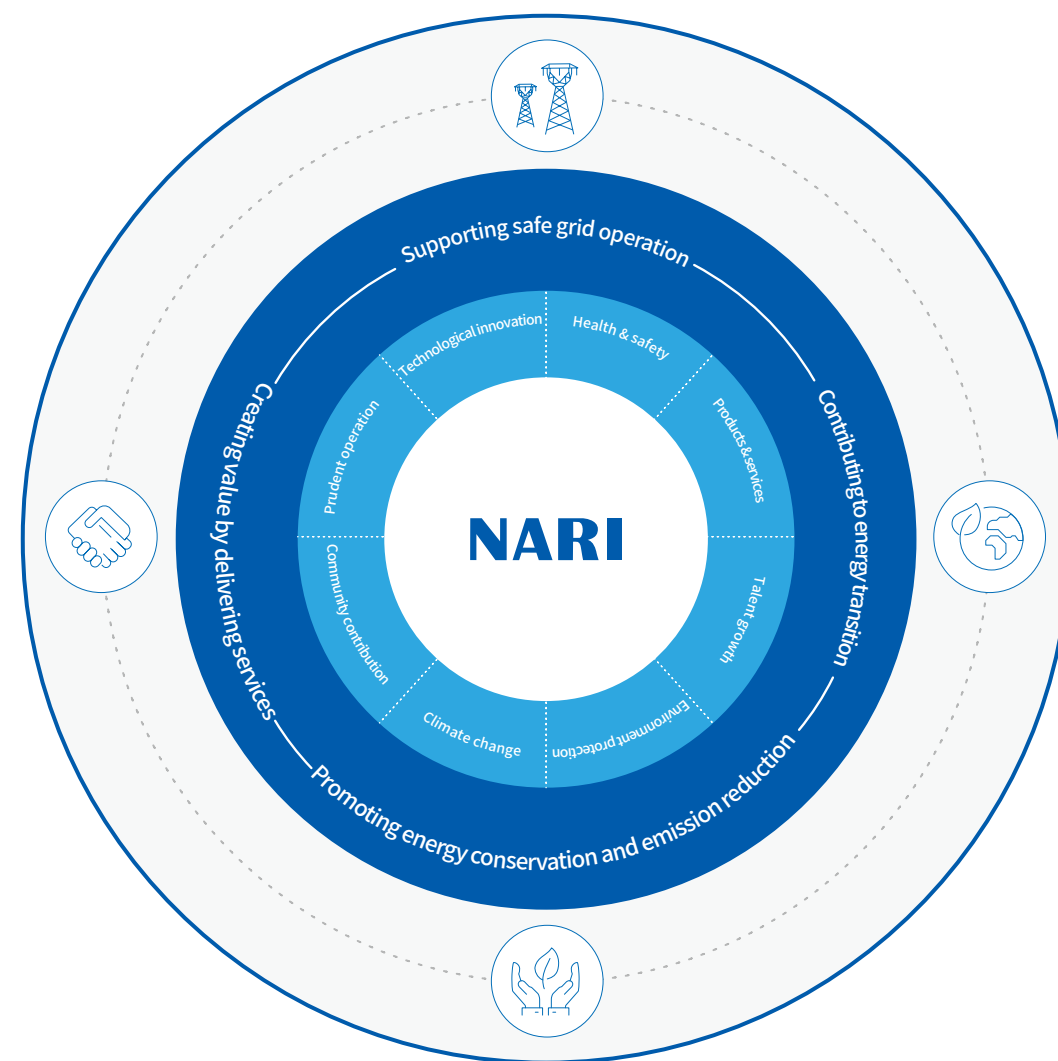 Supporting safe grid operation
Contributing to energy transition
Promoting energy conservation and emission reduction
Creating value by delivering services
Technological innovation
Health & safety
Products & services
Talent growth
Environment protection
Climate change
Community contribution
Prudent operation
NARI